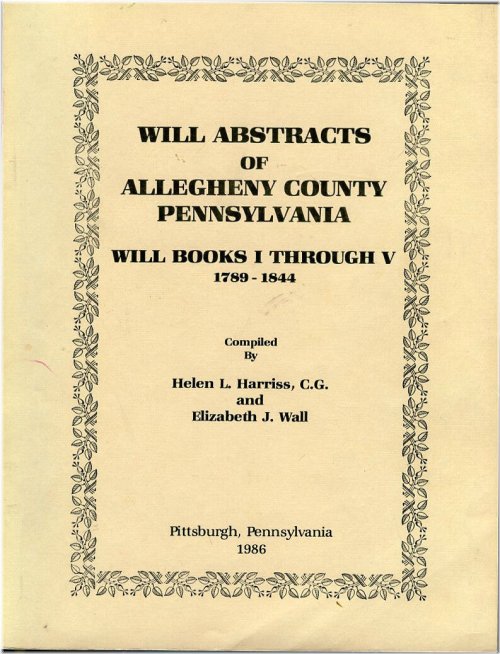 WILL ABSTRACTS
OF
ALLEGHENY COUNTY
PENNSYLVANIA
WILL BOOKS I THROUGH V
1789 - 1844
Compiled
By
Helen L. Harriss, C.G.
and
Elizabeth J. Wall
Pittsburgh, Pennsylvania
1986